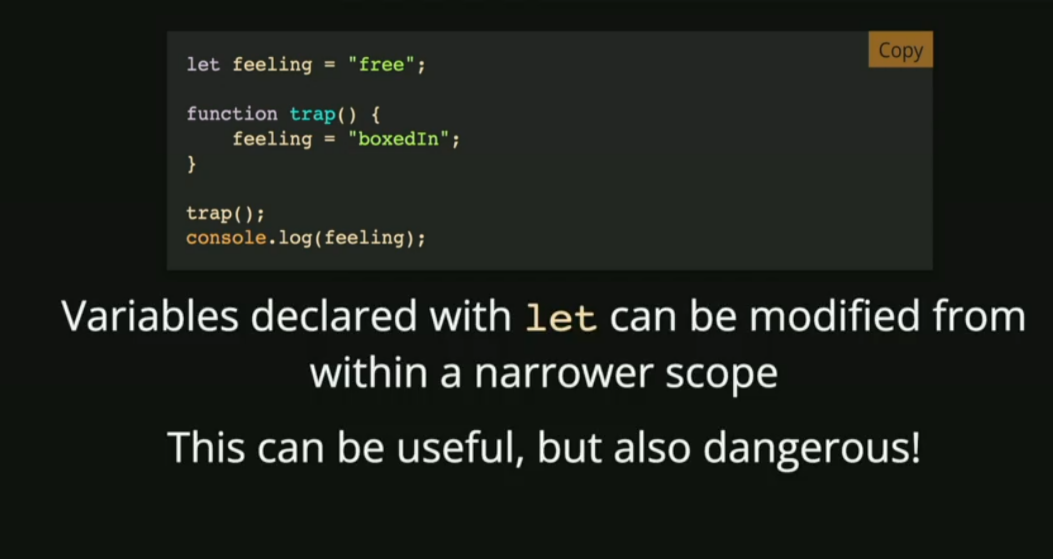 Copy
let feeling = "free";
function trap() {
    feeling = "boxedIn";
}
trap();
console.log(feeling);
Variables declared with let can be modified from
within a narrower scope
This can be useful, but also dangerous!